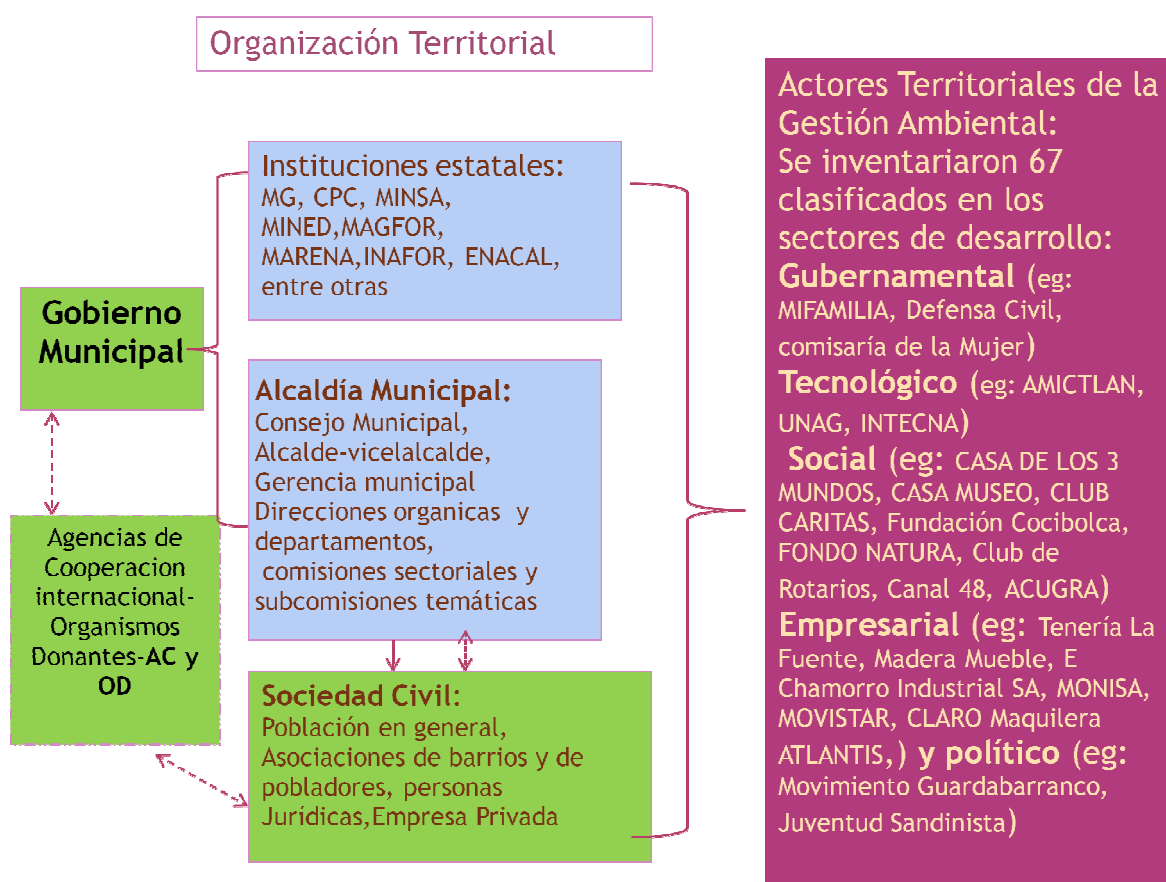 Organización Territorial
Instituciones estatales:
MG, CPC, MINSA,
MINED,MAGFOR,
MARENA,INAFOR, ENACAL,
entre otras
Gobierno
Municipal
Alcaldía Municipal:
Consejo Municipal,
Alcalde-vicelalcalde,
Gerencia municipal
Direcciones organicas y
departamentos,
comisiones sectoriales y
subcomisiones temáticas
Agencias de
Cooperacion
internacional-
Organismos
Donantes-AC y
OD
Sociedad Civil:
Población en general,
Asociaciones de barrios y de
pobladores, personas
Jurídicas,Empresa Privada
Actores Territoriales de la
Gestión Ambiental:
Se inventariaron 67
clasificados en los
sectores de desarrollo:
Gubernamental (eg:
MIFAMILIA, Defensa Civil,
comisaría de la Mujer)
Tecnológico (eg: AMICTLAN,
UNAG, INTECNA)
Social (eg: CASA DE LOS 3
MUNDOS, CASA MUSEO, CLUB
CARITAS, Fundación Cocibolca,
FONDO NATURA, Club de
Rotarios, Canal 48, ACUGRA)
Empresarial (eg: Tenería La
Fuente, Madera Mueble, E
Chamorro Industrial SA, MONISA,
MOVISTAR, CLARO Maquilera
ATLANTIS,) y político (eg:
Movimiento Guardabarranco,
Juventud Sandinista)